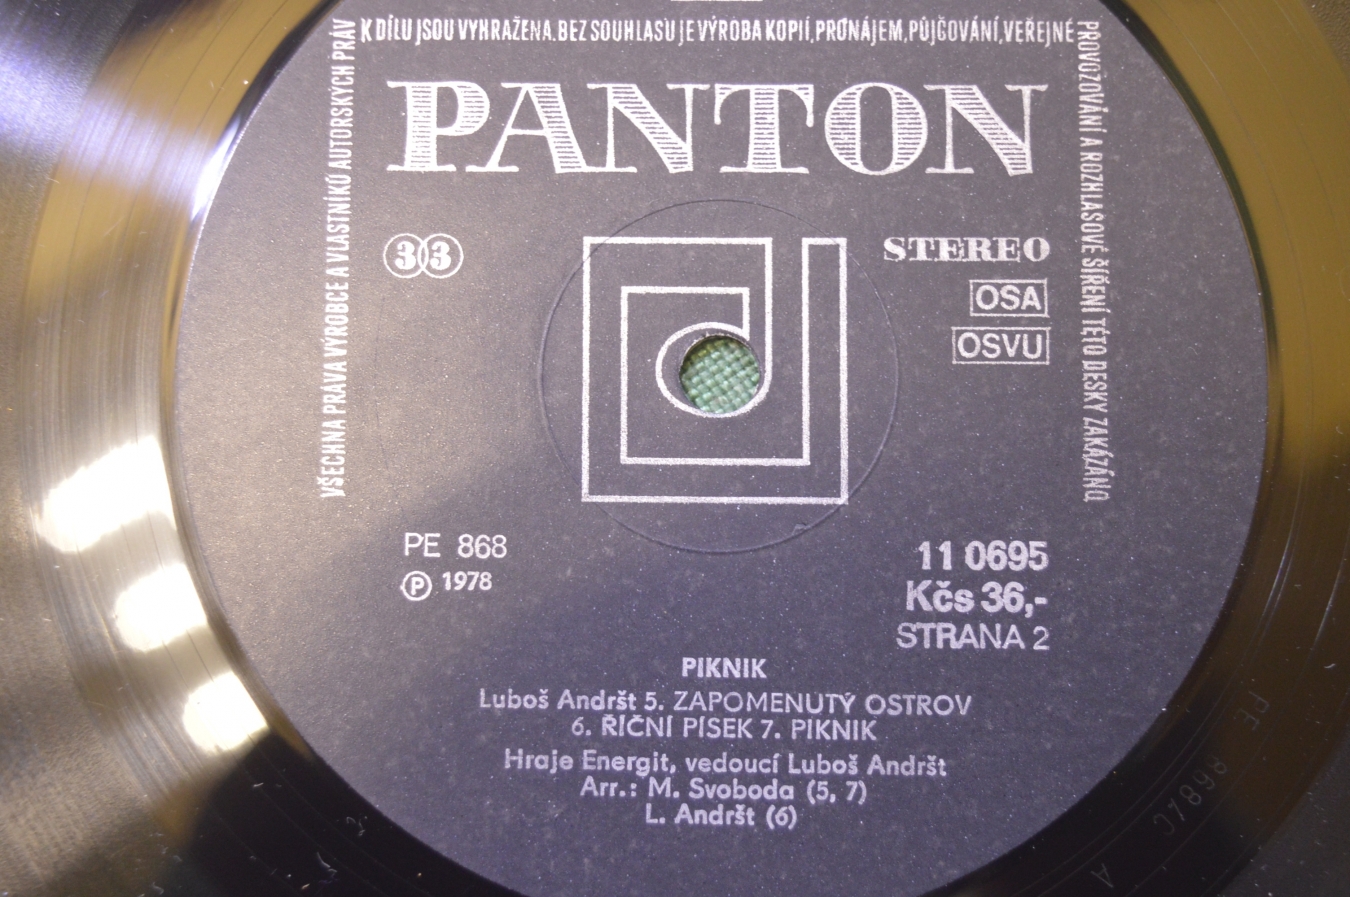 VŠECHNA PRÁVA VÝROBCE A VLASTNÍKŮ AUTORSKÝCH PRÁV
K DÍLU JSOU VYHRAŽENA. BEZ SOUHLASU JE VÝROBA KOPIÍ, PRONÁJEM, PŮJČOVÁNÍ, VEŘEJNÉ
PROVOZOVÁNÍ A ROZHLASOVÉ ŠÍŘENÍ TÉTO DESKY ZAKÁZÁNO
PANTON
33
STEREO
OSA
OSVU
PE 868
Ⓟ 1978
11 0695
Kčs 36,-
STRANA 2
PIKNIK
Luboš Andršt 5. ZAPOMENUTÝ OSTROV
6. ŘÍČNÍ PÍSEK 7. PIKNIK
Hraje Energit, vedoucí Luboš Andršt
Arr.: M. Svoboda (5, 7)
L. Andršt (6)